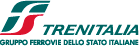 TRENITALIA
GRUPPO FERROVIE DELLO STATO ITALIANE